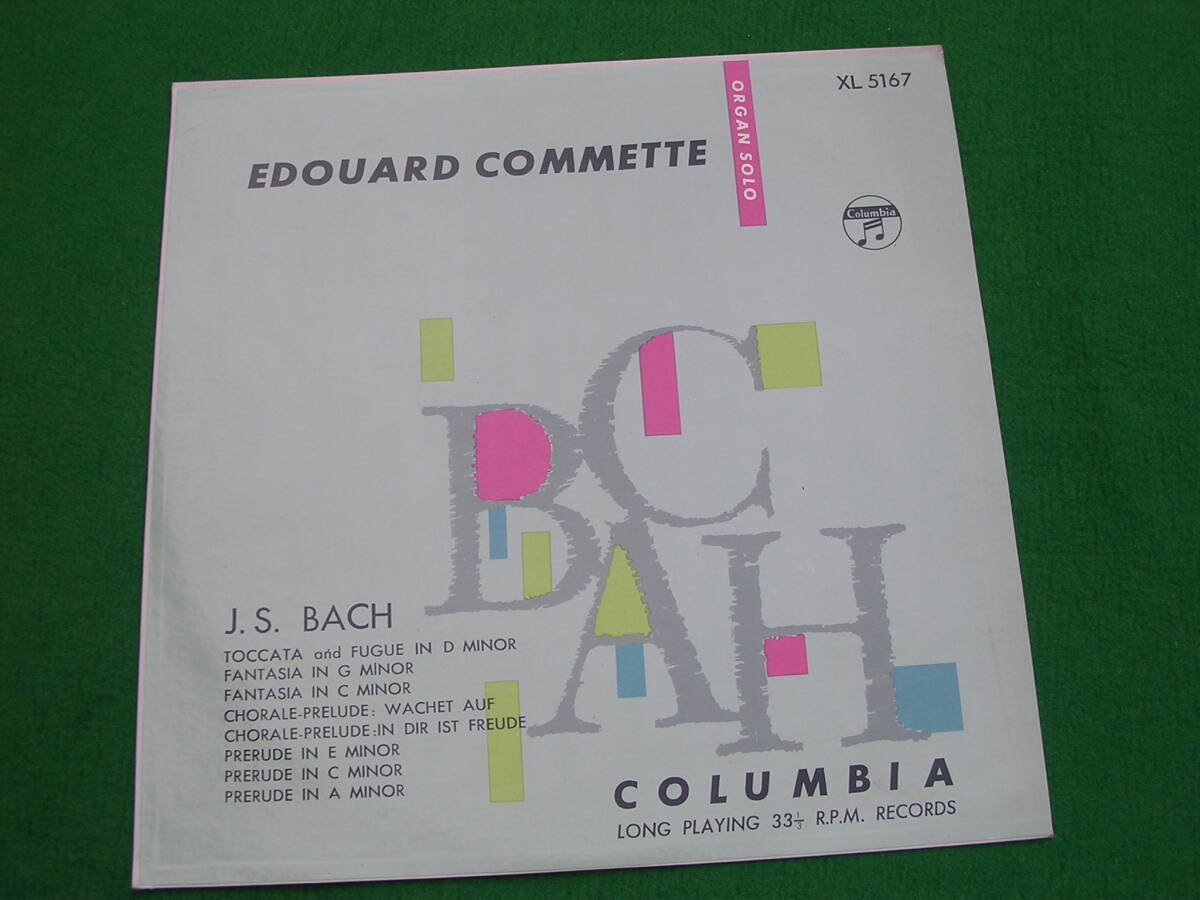 XL 5167
ORGAN SOLO
EDOUARD COMMETTE
Columbia
BACH
J. S. BACH
TOCCATA and FUGUE IN D MINOR
FANTASIA IN G MINOR
FANTASIA IN C MINOR
CHORALE-PRELUDE: WACHET AUF
CHORALE-PRELUDE:IN DIR IST FREUDE
PRERUDE IN E MINOR
PRERUDE IN C MINOR
PRERUDE IN A MINOR
COLUMBIA
LONG PLAYING 33⅓ R.P.M. RECORDS